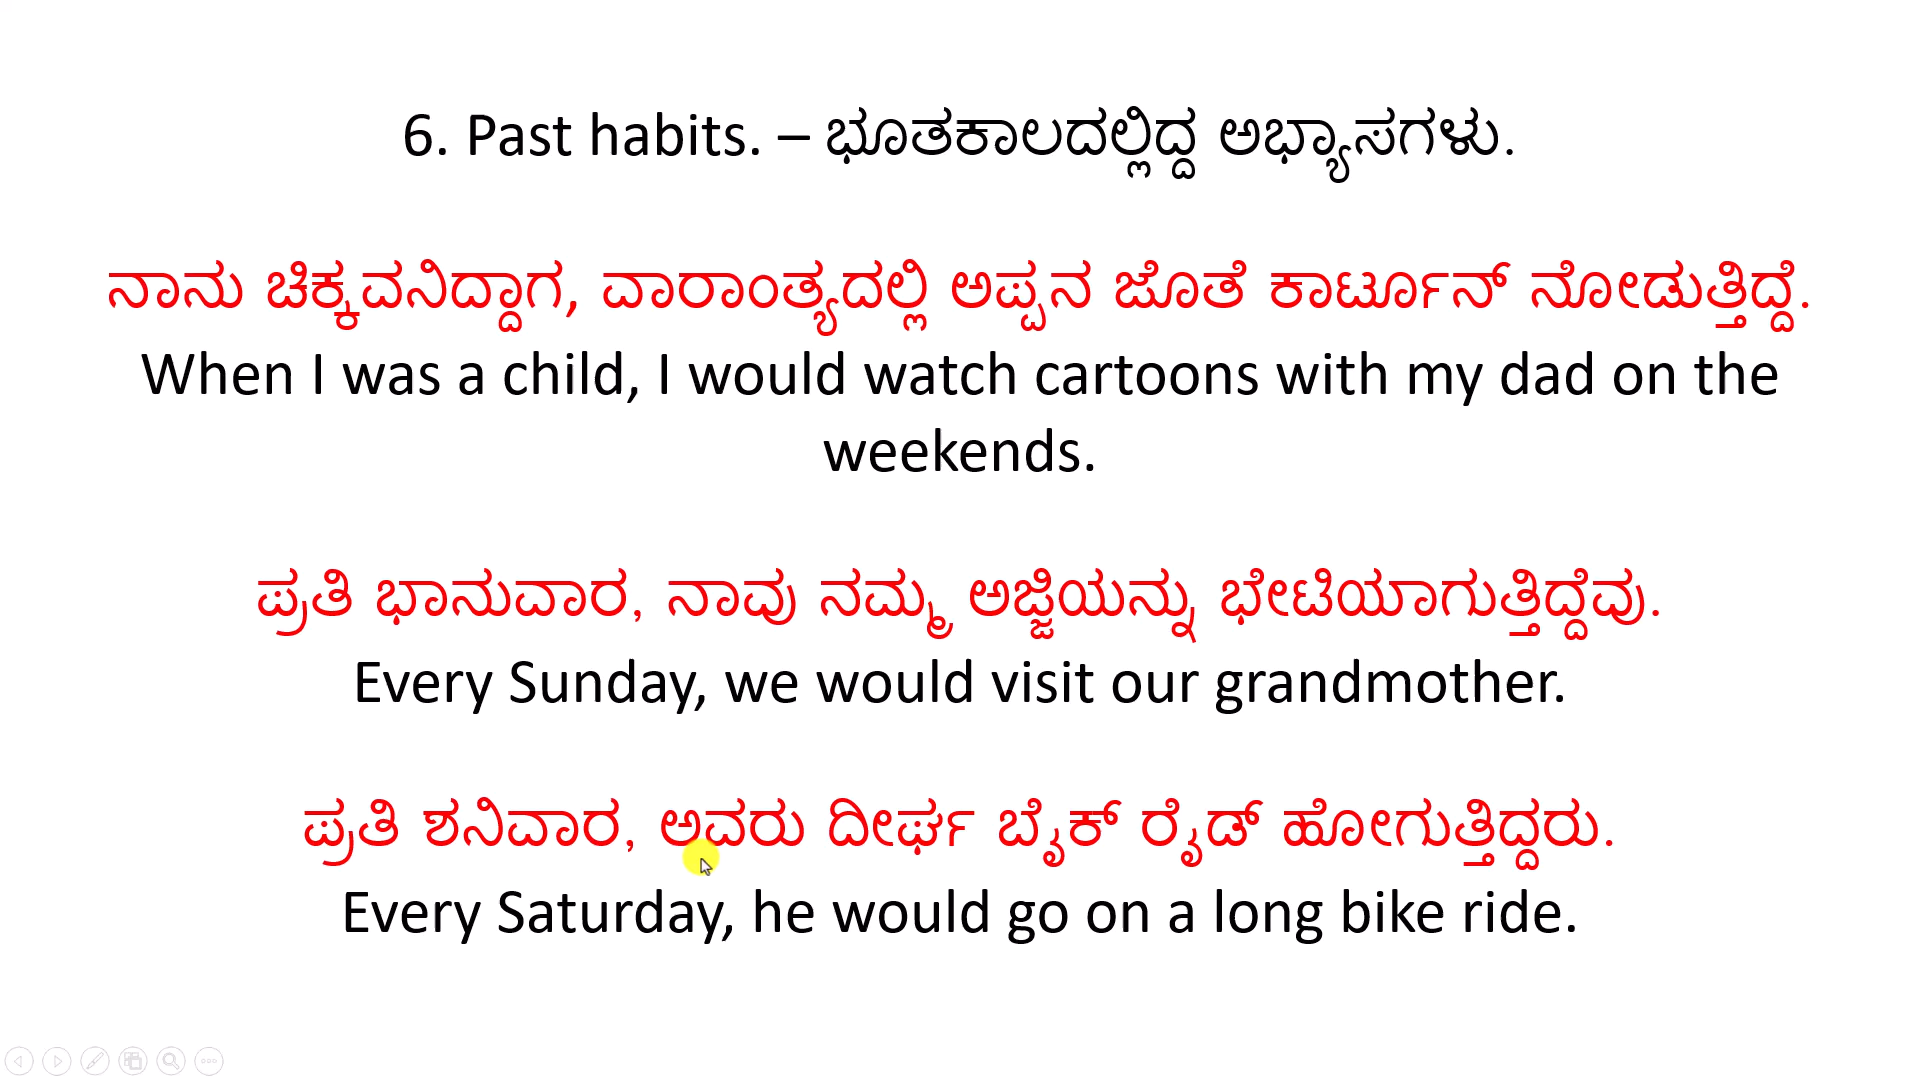 6. Past habits. – ಭೂತಕಾಲದಲ್ಲಿದ್ದ ಅಭ್ಯಾಸಗಳು.
ನಾನು ಚಿಕ್ಕವನಿದ್ದಾಗ, ವಾರಾಂತ್ಯದಲ್ಲಿ ಅಪ್ಪನ ಜೊತೆ ಕಾರ್ಟೂನ್ ನೋಡುತ್ತಿದ್ದೆ.
When I was a child, I would watch cartoons with my dad on the
weekends.
ಪ್ರತಿ ಭಾನುವಾರ, ನಾವು ನಮ್ಮ ಅಜ್ಜಿಯನ್ನು ಭೇಟಿಯಾಗುತ್ತಿದ್ದೆವು.
Every Sunday, we would visit our grandmother.
ಪ್ರತಿ ಶನಿವಾರ, ಅವರು ದೀರ್ಘ ಬೈಕ್ ರೈಡ್ ಹೋಗುತ್ತಿದ್ದರು.
Every Saturday, he would go on a long bike ride.